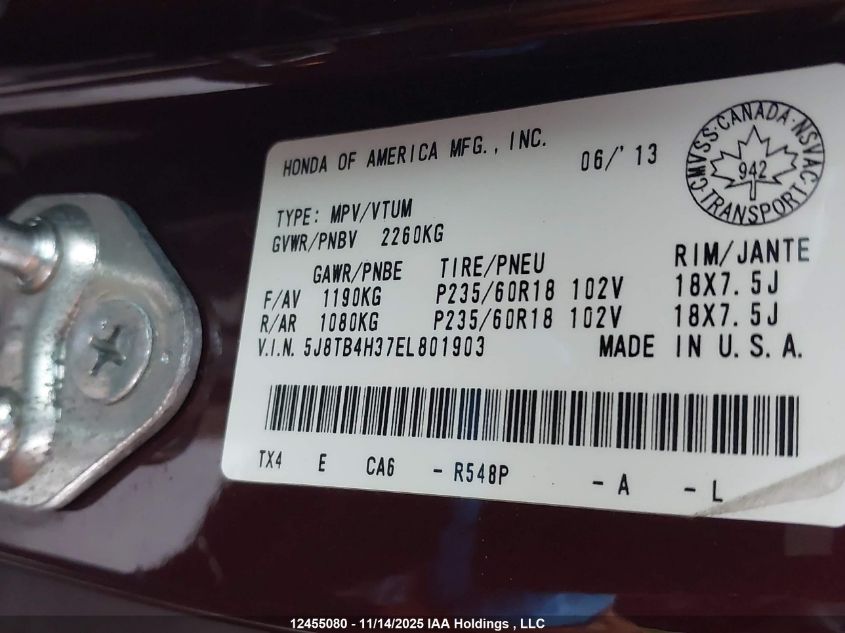 HONDA OF AMERICA MFG., INC. 06/'13
CMVSS·CANADA·NSVAC
942
TRANSPORT
TYPE: MPV/VTUM
GVWR/PNBV 2260KG
GAWR/PNBE TIRE/PNEU RIM/JANTE
F/AV 1190KG P235/60R18 102V 18X7.5J
R/AR 1080KG P235/60R18 102V 18X7.5J
V.I.N. 5J8TB4H37EL801903 MADE IN U.S.A.
TX4 E CA6 - R548P - A - L
12455080 - 11/14/2025 IAA Holdings , LLC